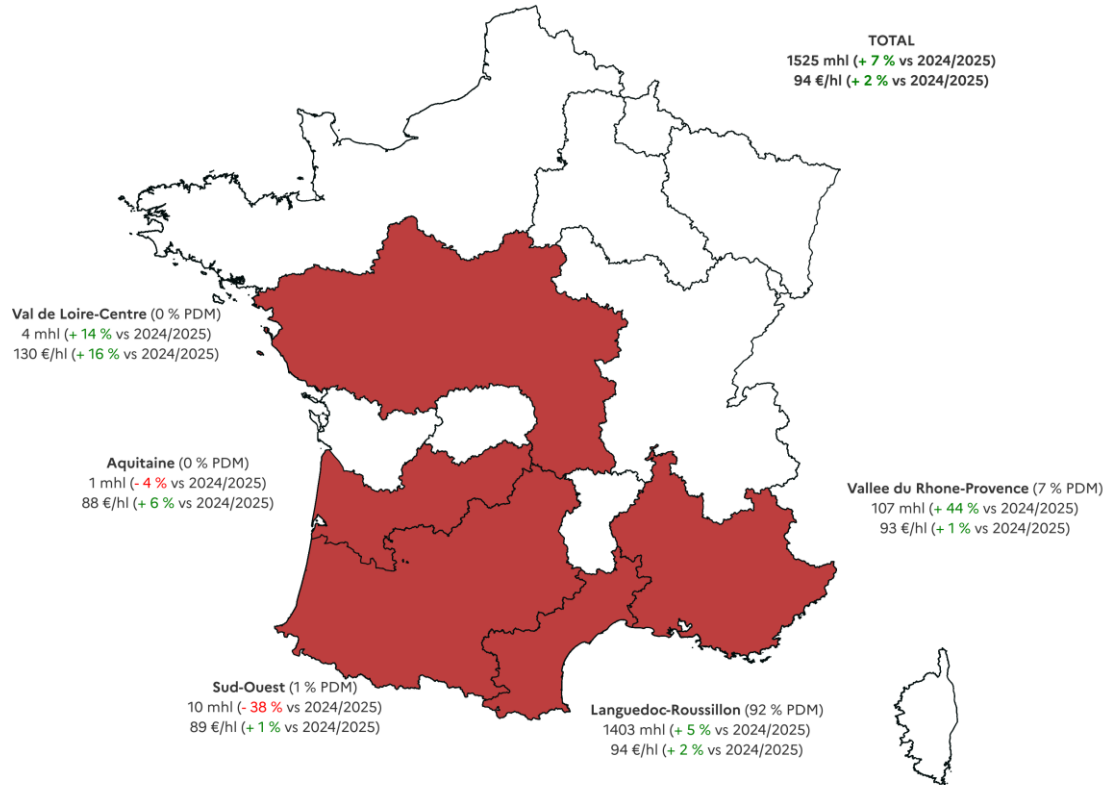 TOTAL
1525 mhl (+ 7 % vs 2024/2025)
94 €/hl (+ 2 % vs 2024/2025)
Val de Loire-Centre (0 % PDM)
4 mhl (+ 14 % vs 2024/2025)
130 €/hl (+ 16 % vs 2024/2025)
Aquitaine (0 % PDM)
1 mhl (- 4 % vs 2024/2025)
88 €/hl (+ 6 % vs 2024/2025)
Vallee du Rhone-Provence (7 % PDM)
107 mhl (+ 44 % vs 2024/2025)
93 €/hl (+ 1 % vs 2024/2025)
Sud-Ouest (1 % PDM)
10 mhl (- 38 % vs 2024/2025)
89 €/hl (+ 1 % vs 2024/2025)
Languedoc-Roussillon (92 % PDM)
1403 mhl (+ 5 % vs 2024/2025)
94 €/hl (+ 2 % vs 2024/2025)